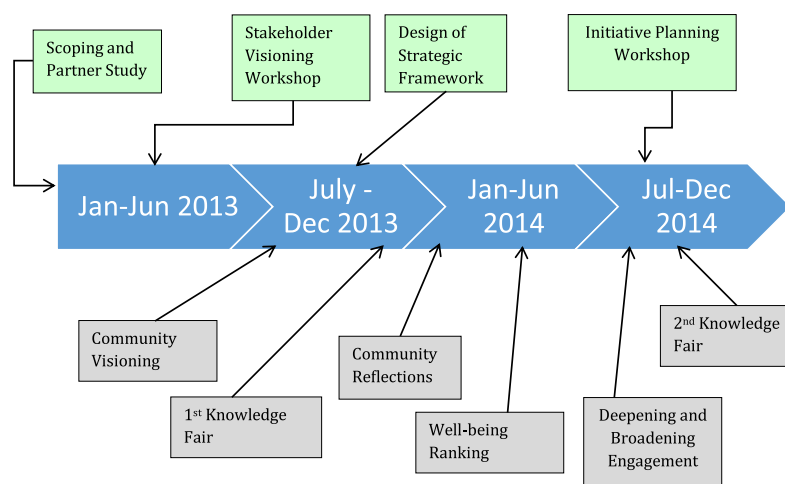 Scoping and
Partner Study
Stakeholder
Visioning
Workshop
Design of
Strategic
Framework
Initiative Planning
Workshop
Jan-Jun 2013
July -
Dec 2013
Jan-Jun
2014
Jul-Dec
2014
Community
Visioning
1st Knowledge
Fair
Community
Reflections
Well-being
Ranking
Deepening and
Broadening
Engagement
2nd Knowledge
Fair